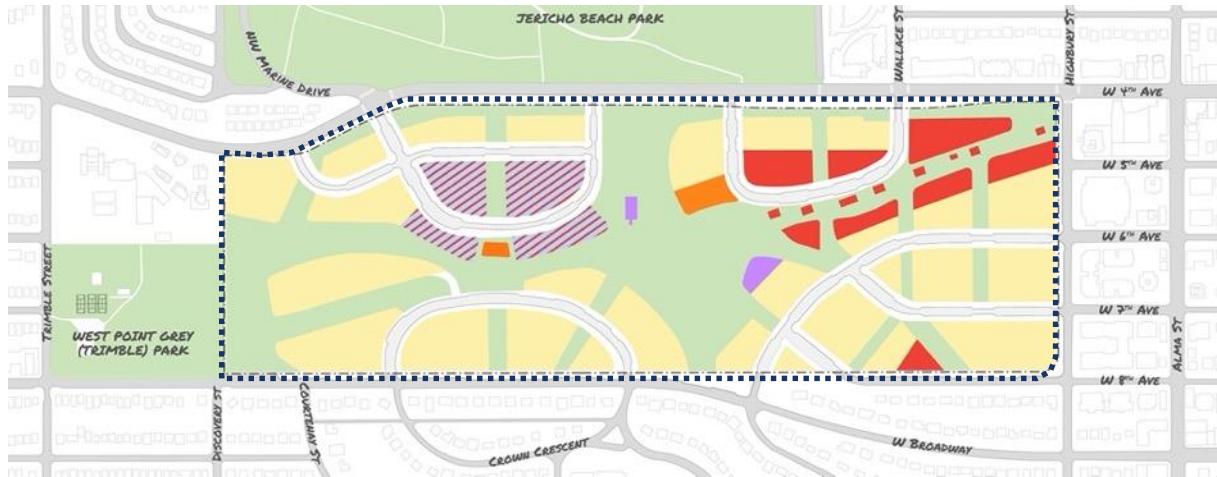 JERICHO BEACH PARK
WALLACE ST
HIGHBURY ST
NW MARINE DRIVE
W 4TH AVE
W 5TH AVE
W 6TH AVE
TRIMBLE STREET
WEST POINT GREY
(TRIMBLE) PARK
W 7TH AVE
ALMA ST
W 8TH AVE
DISCOVERY ST
COURTENAY ST
CROWN CRESCENT
W BROADWAY